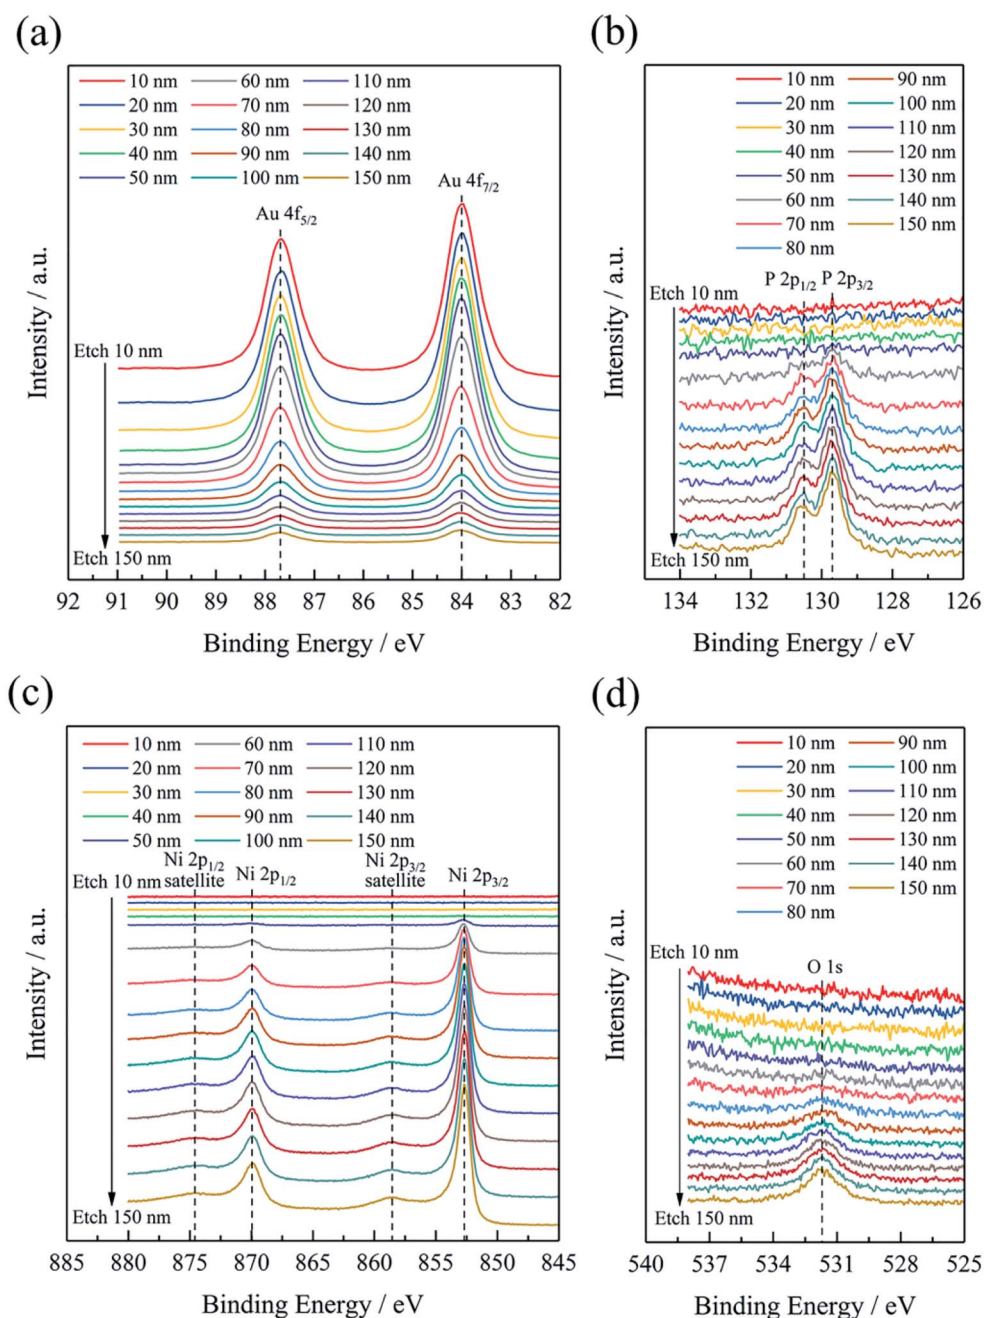 (a)
10 nm 60 nm 110 nm
20 nm 70 nm 120 nm
30 nm 80 nm 130 nm
40 nm 90 nm 140 nm
50 nm 100 nm 150 nm
Au 4f7/2
Au 4f5/2
Etch 10 nm
Etch 150 nm
Intensity / a.u.
92 91 90 89 88 87 86 85 84 83 82
Binding Energy / eV
(b)
10 nm 90 nm
20 nm 100 nm
30 nm 110 nm
40 nm 120 nm
50 nm 130 nm
60 nm 140 nm
70 nm 150 nm
80 nm
P 2p1/2 P 2p3/2
Etch 10 nm
Etch 150 nm
Intensity / a.u.
134 132 130 128 126
Binding Energy / eV
(c)
10 nm 60 nm 110 nm
20 nm 70 nm 120 nm
30 nm 80 nm 130 nm
40 nm 90 nm 140 nm
50 nm 100 nm 150 nm
Ni 2p1/2
satellite
Ni 2p1/2
Ni 2p3/2
satellite
Ni 2p3/2
Etch 10 nm
Etch 150 nm
Intensity / a.u.
885 880 875 870 865 860 855 850 845
Binding Energy / eV
(d)
10 nm 90 nm
20 nm 100 nm
30 nm 110 nm
40 nm 120 nm
50 nm 130 nm
60 nm 140 nm
70 nm 150 nm
80 nm
Etch 10 nm
O 1s
Etch 150 nm
Intensity / a.u.
540 537 534 531 528 525
Binding Energy / eV